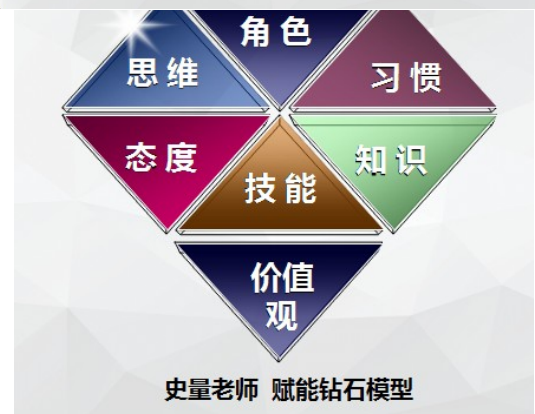 角色
思维
习惯
态度
技能
知识
价值
观
史量老师 赋能钻石模型